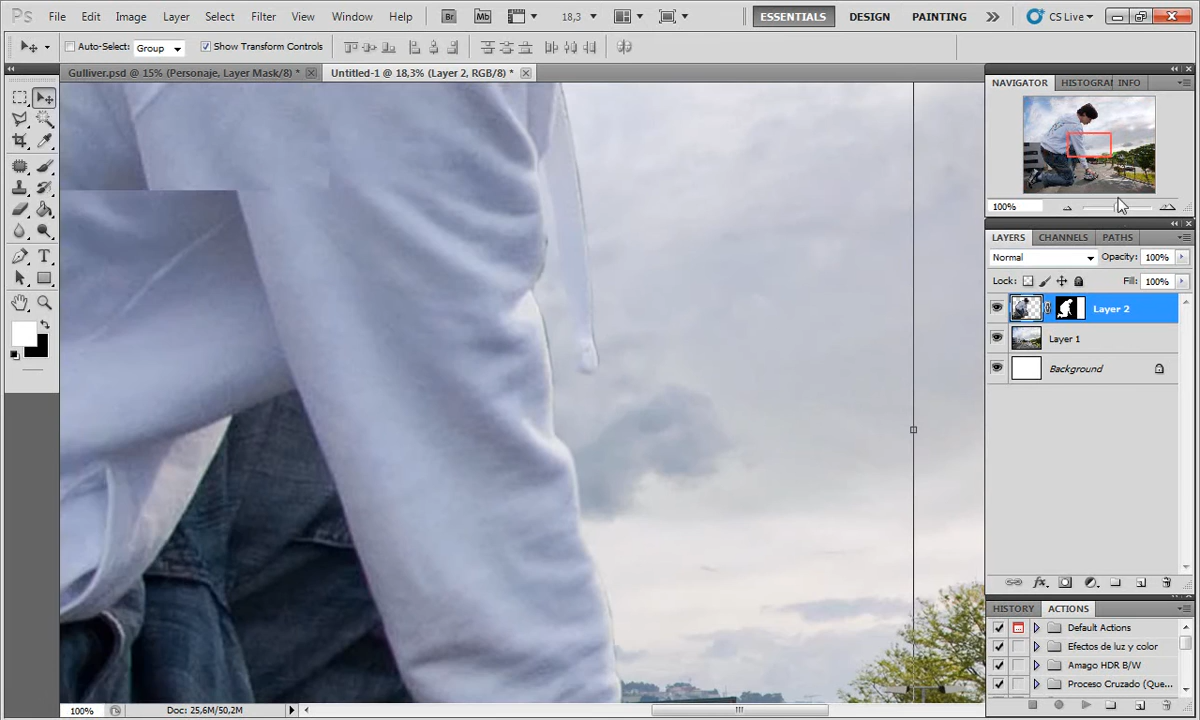 Ps File Edit Image Layer Select Filter View Window Help Br Mb 18,3 ESSENTIALS DESIGN PAINTING CS Live
Auto-Select: Group Show Transform Controls
Gulliver.psd @ 15% (Personaje, Layer Mask/8) * Untitled-1 @ 18,3% (Layer 2, RGB/8) *
NAVIGATOR HISTOGRAM INFO
100%
LAYERS CHANNELS PATHS
Normal Opacity: 100%
Lock: Fill: 100%
Layer 2
Layer 1
Background
fx.
HISTORY ACTIONS
Default Actions
Efectos de luz y color
Amago HDR B/W
Proceso Cruzado (Que...
100% Doc: 25,6M/50,2M